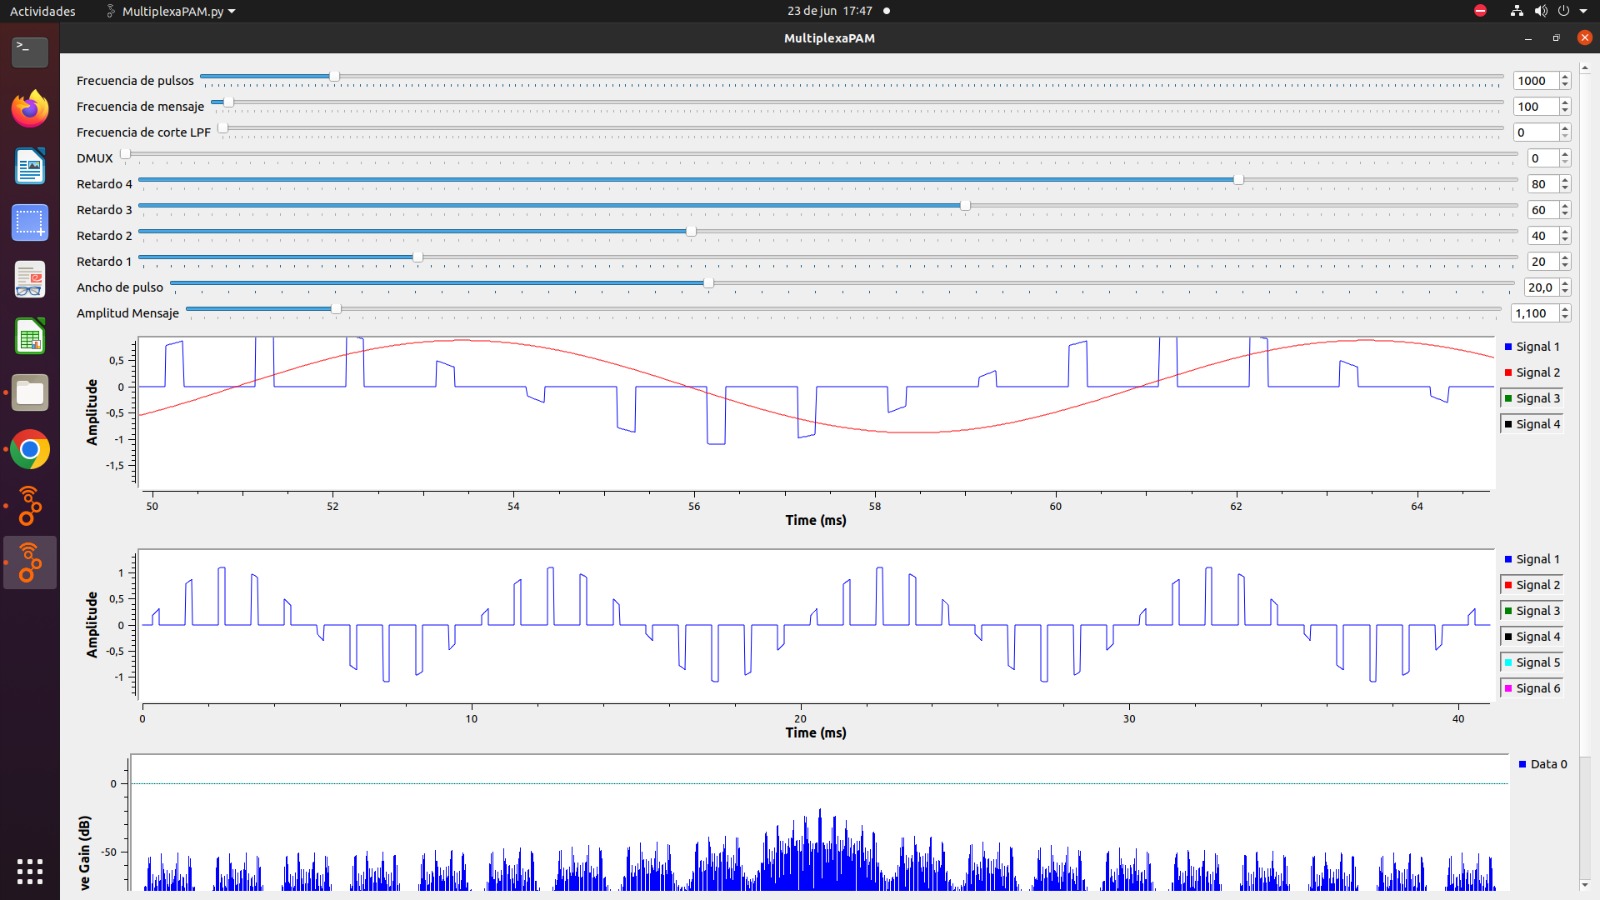 Actividades MultiplexaPAM.py 23 de jun 17:47
MultiplexaPAM
Frecuencia de pulsos 1000
Frecuencia de mensaje 100
Frecuencia de corte LPF 0
DMUX 0
Retardo 4 80
Retardo 3 60
Retardo 2 40
Retardo 1 20
Ancho de pulso 20,0
Amplitud Mensaje 1,100
Amplitude
0,5
0
-0,5
-1
-1,5
50 52 54 56 58 60 62 64
Time (ms)
Signal 1
Signal 2
Signal 3
Signal 4
Amplitude
1
0,5
0
-0,5
-1
0 10 20 30 40
Time (ms)
Signal 1
Signal 2
Signal 3
Signal 4
Signal 5
Signal 6
ve Gain (dB)
0
-50
Data 0